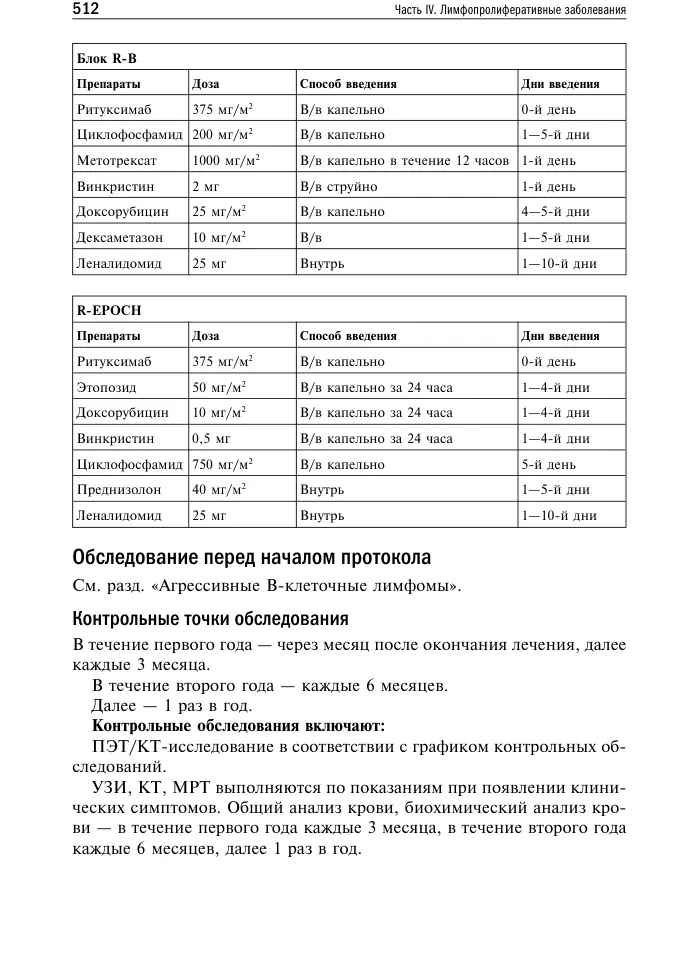 512
Часть IV. Лимфопролиферативные заболевания
Блок R-B
Препараты Доза Способ введения Дни введения
Ритуксимаб 375 мг/м² В/в капельно 0-й день
Циклофосфамид 200 мг/м² В/в капельно 1—5-й дни
Метотрексат 1000 мг/м² В/в капельно в течение 12 часов 1-й день
Винкристин 2 мг В/в струйно 1-й день
Доксорубицин 25 мг/м² В/в капельно 4—5-й дни
Дексаметазон 10 мг/м² В/в 1—5-й дни
Леналидомид 25 мг Внутрь 1—10-й дни
R-EPOCH
Препараты Доза Способ введения Дни введения
Ритуксимаб 375 мг/м² В/в капельно 0-й день
Этопозид 50 мг/м² В/в капельно за 24 часа 1—4-й дни
Доксорубицин 10 мг/м² В/в капельно за 24 часа 1—4-й дни
Винкристин 0,5 мг В/в капельно за 24 часа 1—4-й дни
Циклофосфамид 750 мг/м² В/в капельно 5-й день
Преднизолон 40 мг/м² Внутрь 1—5-й дни
Леналидомид 25 мг Внутрь 1—10-й дни
Обследование перед началом протокола
См. разд. «Агрессивные В-клеточные лимфомы».
Контрольные точки обследования
В течение первого года — через месяц после окончания лечения, далее
каждые 3 месяца.
В течение второго года — каждые 6 месяцев.
Далее — 1 раз в год.
Контрольные обследования включают:
ПЭТ/КТ-исследование в соответствии с графиком контрольных об-
следований.
УЗИ, КТ, МРТ выполняются по показаниям при появлении клини-
ческих симптомов. Общий анализ крови, биохимический анализ кро-
ви — в течение первого года каждые 3 месяца, в течение второго года
каждые 6 месяцев, далее 1 раз в год.